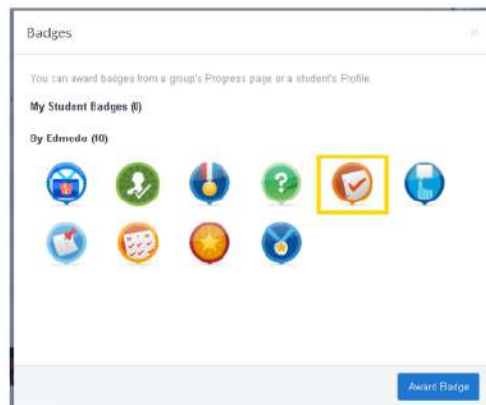 Badges
You can award badges from a group's Progress page or a student's Profile.
My Student Badges (0)
By Edmodo (10)
Award Badge